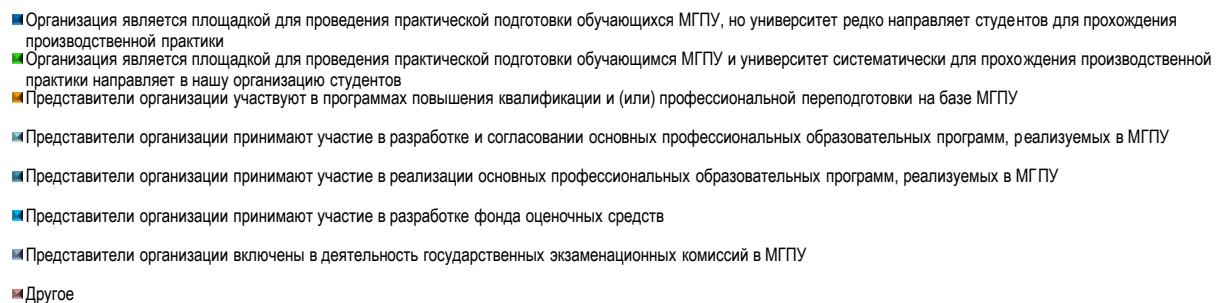 Организация является площадкой для проведения практической подготовки обучающихся МГПУ, но университет редко направляет студентов для прохождения
производственной практики
Организация является площадкой для проведения практической подготовки обучающимся МГПУ и университет систематически для прохождения производственной
практики направляет в нашу организацию студентов
Представители организации участвуют в программах повышения квалификации и (или) профессиональной переподготовки на базе МГПУ
Представители организации принимают участие в разработке и согласовании основных профессиональных образовательных программ, реализуемых в МГПУ
Представители организации принимают участие в реализации основных профессиональных образовательных программ, реализуемых в МГПУ
Представители организации принимают участие в разработке фонда оценочных средств
Представители организации включены в деятельность государственных экзаменационных комиссий в МГПУ
Другое